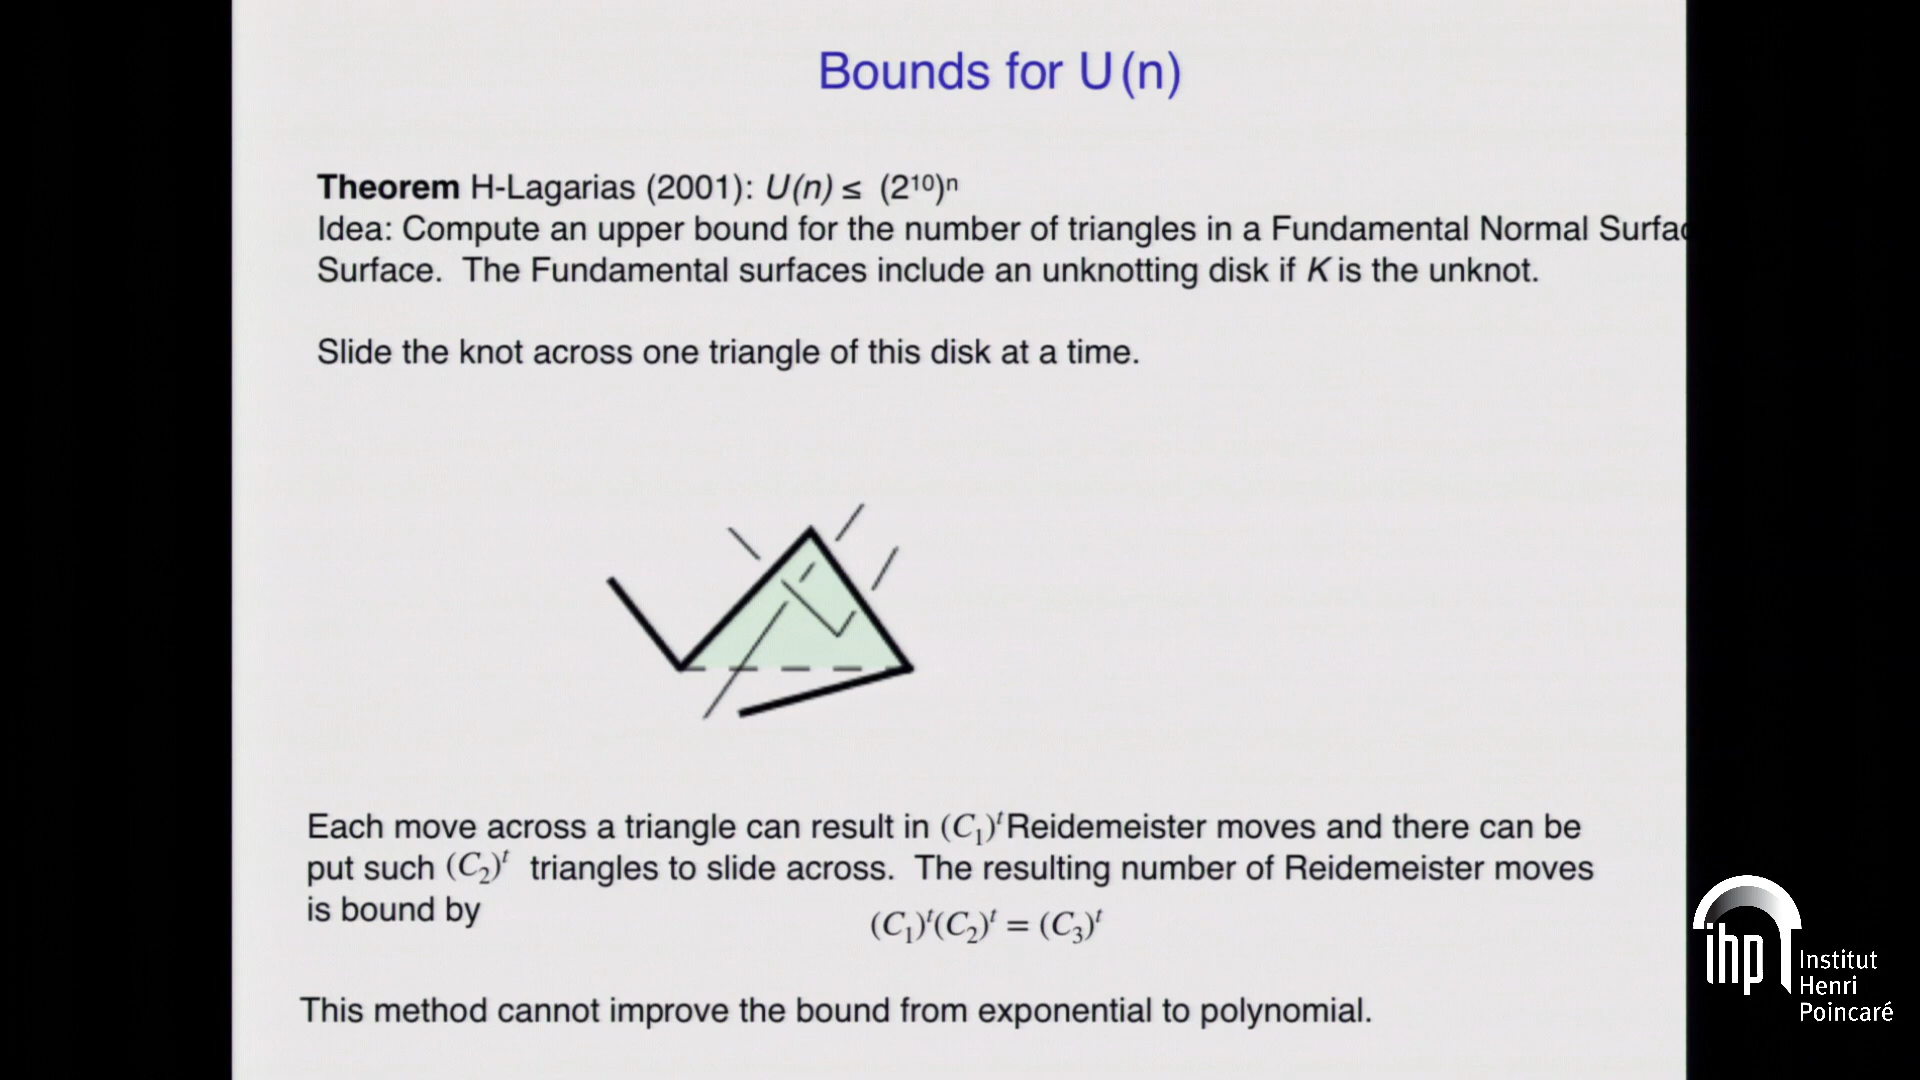 Bounds for U(n)
Theorem H-Lagarias (2001): U(n) ≤ (2¹⁰)ⁿ
Idea: Compute an upper bound for the number of triangles in a Fundamental Normal Surfac
Surface. The Fundamental surfaces include an unknotting disk if K is the unknot.
Slide the knot across one triangle of this disk at a time.
Each move across a triangle can result in (C₁)ᵗ Reidemeister moves and there can be
put such (C₂)ᵗ triangles to slide across. The resulting number of Reidemeister moves
is bound by
(C₁)ᵗ(C₂)ᵗ = (C₃)ᵗ
This method cannot improve the bound from exponential to polynomial.
ihp
Institut
Henri
Poincaré